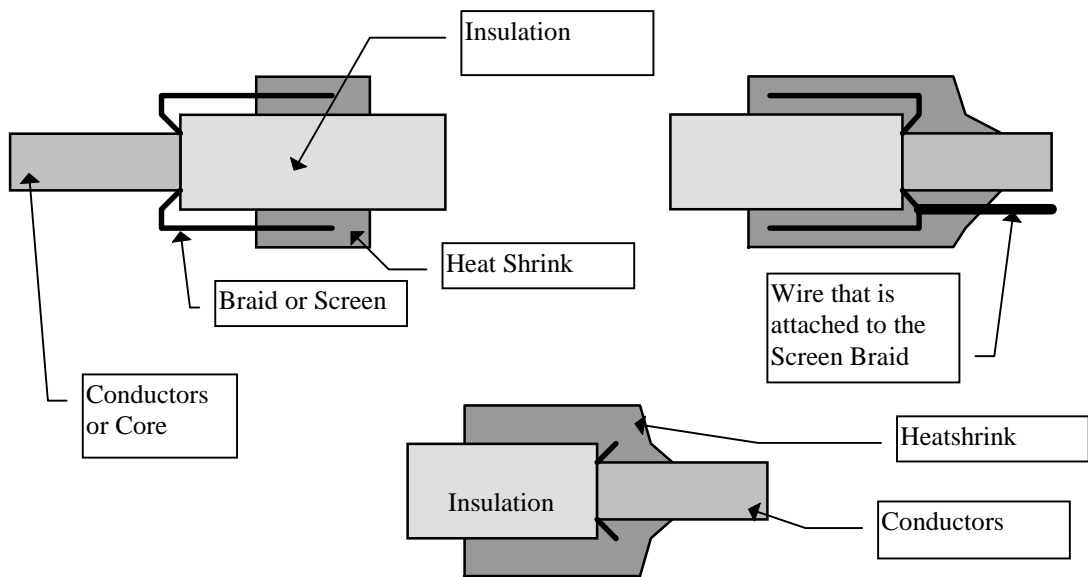 Insulation
Heat Shrink
Braid or Screen
Wire that is
attached to the
Screen Braid
Conductors
or Core
Heatshrink
Insulation
Conductors